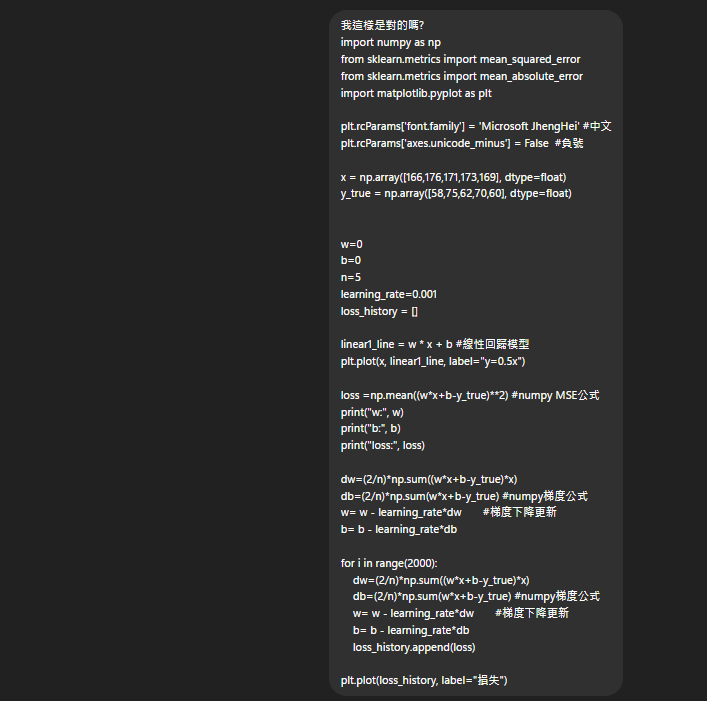 我這樣是對的嗎?
import numpy as np
from sklearn.metrics import mean_squared_error
from sklearn.metrics import mean_absolute_error
import matplotlib.pyplot as plt
plt.rcParams['font.family'] = 'Microsoft JhengHei' #中文
plt.rcParams['axes.unicode_minus'] = False  #負號
x = np.array([166,176,171,173,169], dtype=float)
y_true = np.array([58,75,62,70,60], dtype=float)
w=0
b=0
n=5
learning_rate=0.001
loss_history = []
linear1_line = w * x + b #線性回歸模型
plt.plot(x, linear1_line, label="y=0.5x")
loss =np.mean((w*x+b-y_true)**2) #numpy MSE公式
print("w:", w)
print("b:", b)
print("loss:", loss)
dw=(2/n)*np.sum((w*x+b-y_true)*x)
db=(2/n)*np.sum(w*x+b-y_true) #numpy梯度公式
w= w - learning_rate*dw      #梯度下降更新
b= b - learning_rate*db
for i in range(2000):
    dw=(2/n)*np.sum((w*x+b-y_true)*x)
    db=(2/n)*np.sum(w*x+b-y_true) #numpy梯度公式
    w= w - learning_rate*dw      #梯度下降更新
    b= b - learning_rate*db
    loss_history.append(loss)
plt.plot(loss_history, label="損失")